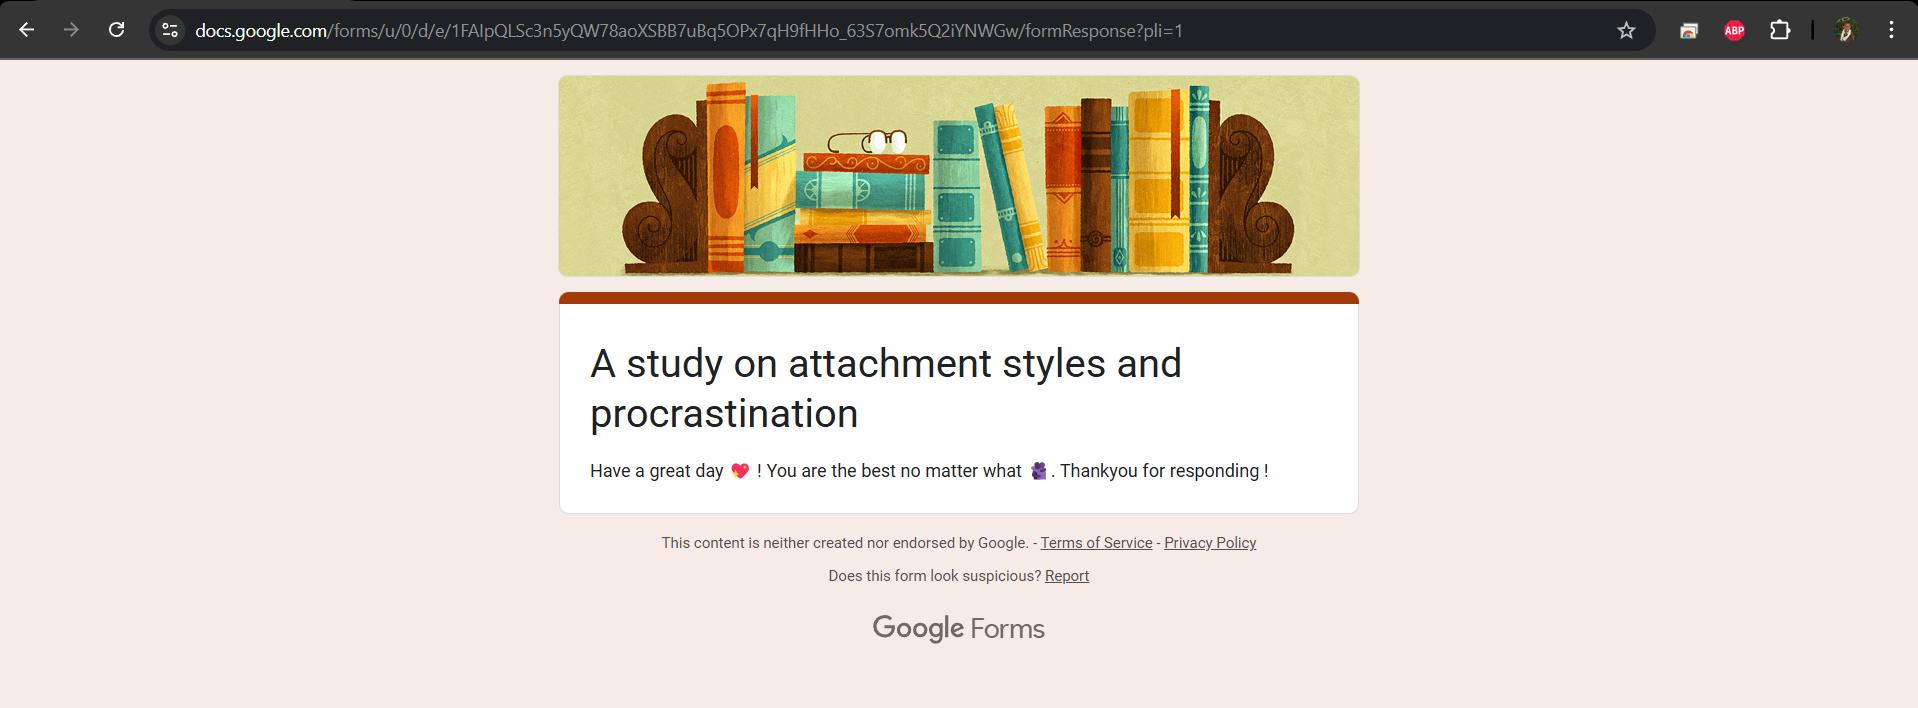 docs.google.com/forms/u/0/d/e/1FAIpQLSc3n5yQW78aoXSBB7uBq5OPx7qH9fHHo_63S7omk5Q2iYNWGw/formResponse?pli=1
ABP
A study on attachment styles and
procrastination
Have a great day 💖 ! You are the best no matter what . Thankyou for responding !
This content is neither created nor endorsed by Google. - Terms of Service - Privacy Policy
Does this form look suspicious? Report
Google Forms